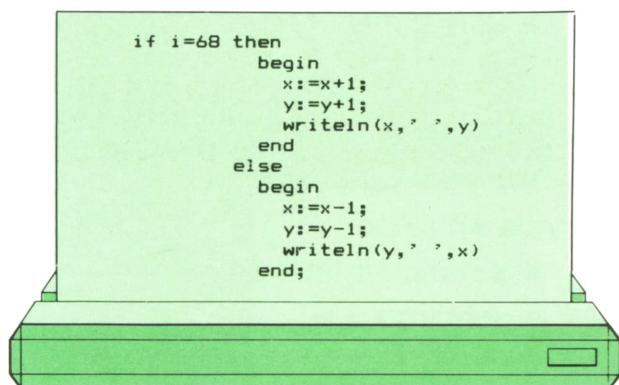 if i=68 then
begin
x:=x+1;
y:=y+1;
writeln(x,' ',y)
end
else
begin
x:=x-1;
y:=y-1;
writeln(y,' ',x)
end;